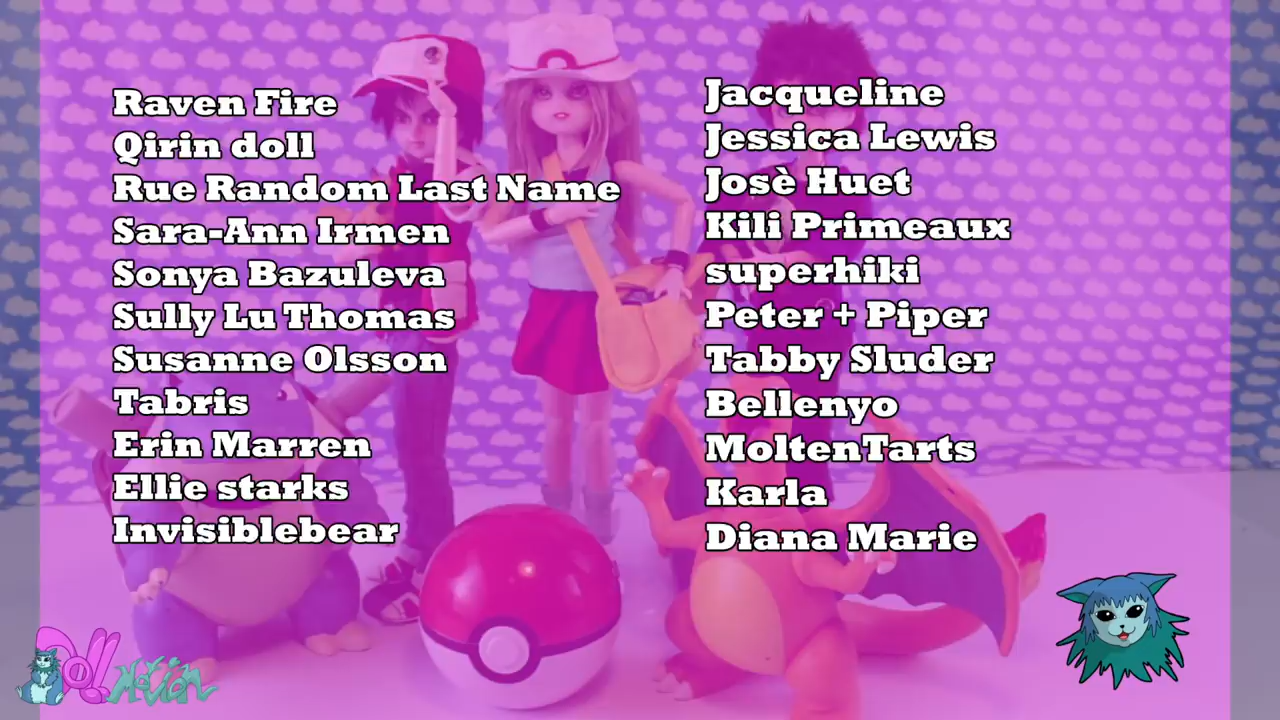 Raven Fire
Qirin doll
Rue Random Last Name
Sara-Ann Irmen
Sonya Bazuleva
Sully Lu Thomas
Susanne Olsson
Tabris
Erin Marren
Ellie starks
Invisiblebear
Jacqueline
Jessica Lewis
Josè Huet
Kili Primeaux
superhiki
Peter + Piper
Tabby Sluder
Bellenyo
MoltenTarts
Karla
Diana Marie
Doll
Motion